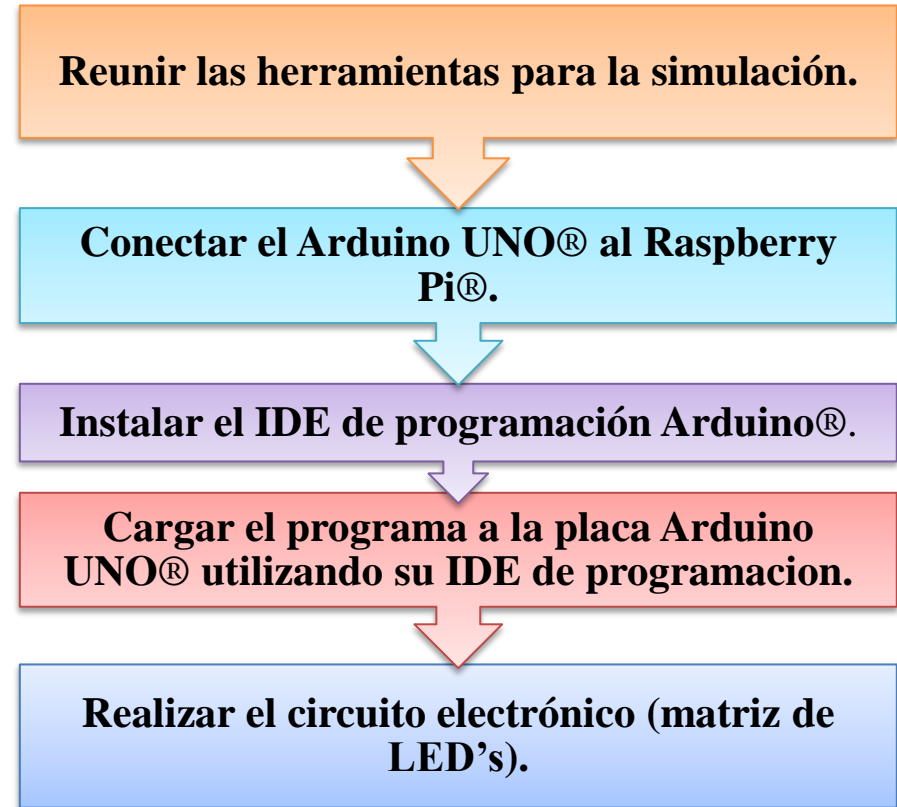 Reunir las herramientas para la simulación.
Conectar el Arduino UNO® al Raspberry
Pi®.
Instalar el IDE de programación Arduino®.
Cargar el programa a la placa Arduino
UNO® utilizando su IDE de programacion.
Realizar el circuito electrónico (matriz de
LED’s).